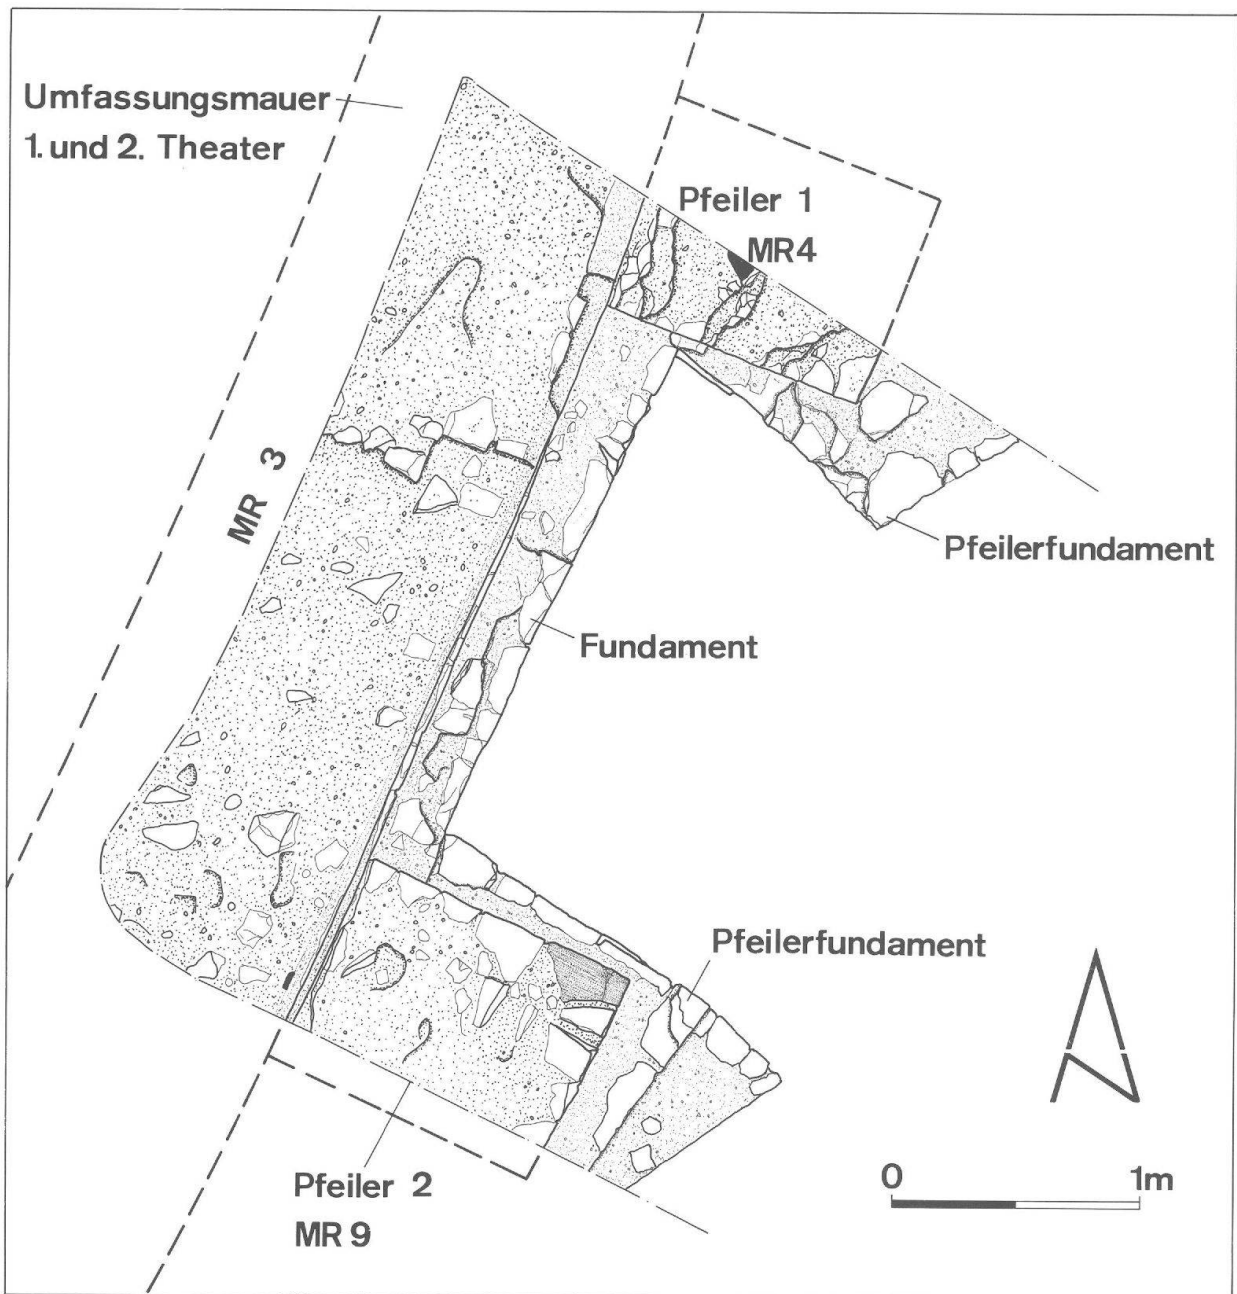 Umfassungsmauer
1. und 2. Theater
Pfeiler 1
MR4
MR 3
Pfeilerfundament
Fundament
Pfeilerfundament
Pfeiler 2
MR 9
0 1m
N